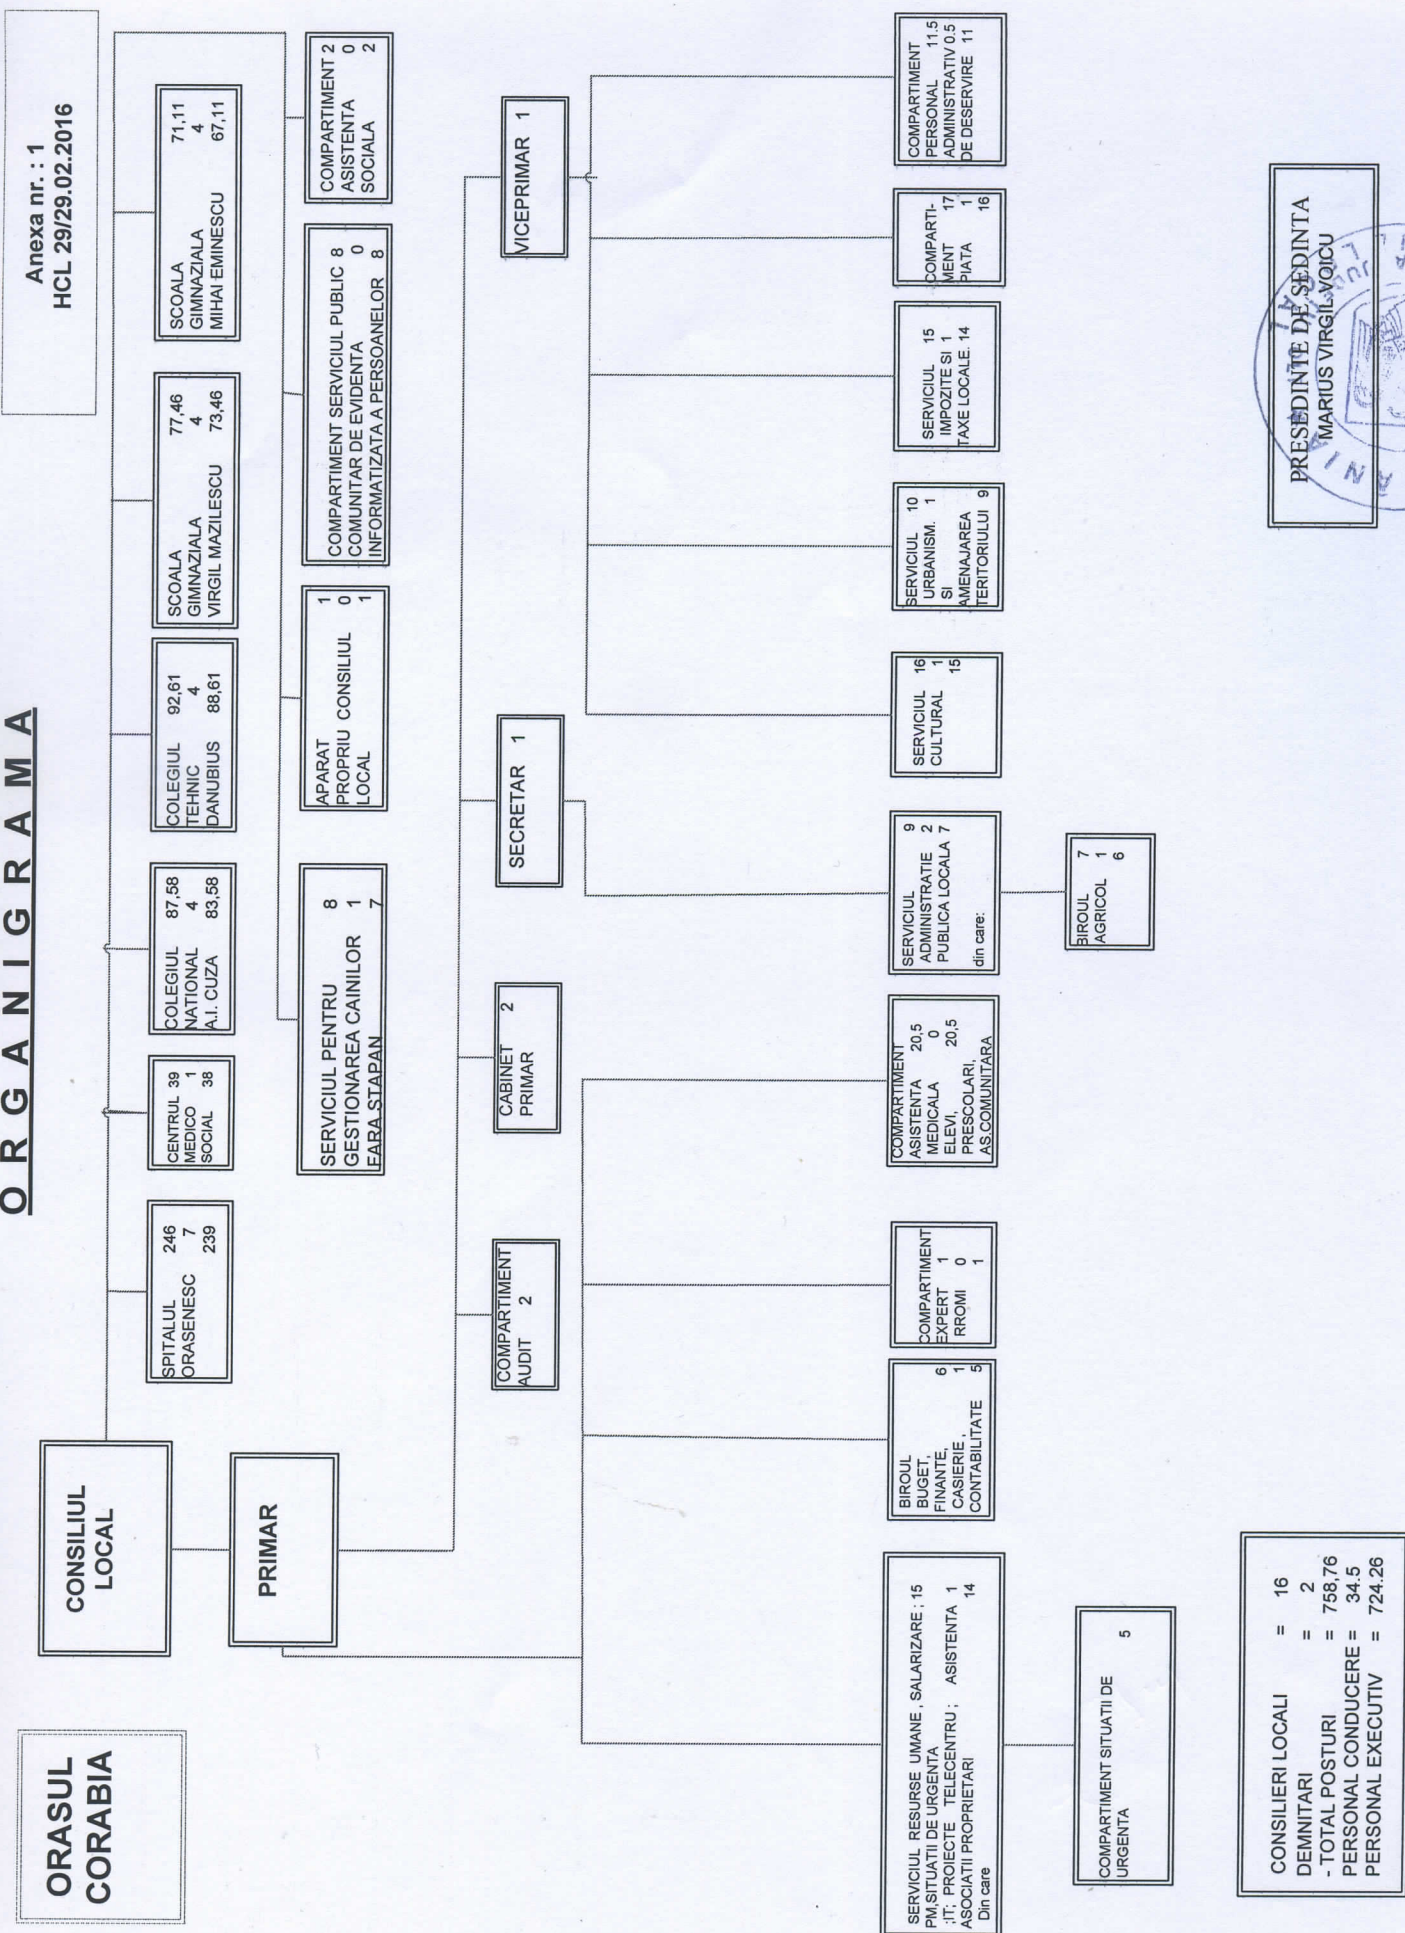 ORASUL
CORABIA
O R G A N I G R A M A
Anexa nr. : 1
HCL 29/29.02.2016
CONSILIUL
LOCAL
PRIMAR
SPITALUL 246
ORASENESC 7
239
CENTRUL 39
MEDICO 1
SOCIAL 38
COLEGIUL 87,58
NATIONAL 4
A.I. CUZA 83,58
COLEGIUL 92,61
TEHNIC 4
DANUBIUS 88,61
SCOALA 77,46
GIMNAZIALA 4
VIRGIL MAZILESCU 73,46
SCOALA 71,11
GIMNAZIALA 4
MIHAI EMINESCU 67,11
SERVICIUL PENTRU 8
GESTIONAREA CAINILOR 1
FARA STAPAN 7
APARAT 1
PROPRIU CONSILIUL 0
LOCAL 1
COMPARTIMENT SERVICIUL PUBLIC 8
COMUNITAR DE EVIDENTA 0
INFORMATIZATA A PERSOANELOR 8
COMPARTIMENT 2
ASISTENTA 0
SOCIALA 2
COMPARTIMENT
AUDIT 2
CABINET 2
PRIMAR
SECRETAR 1
VICEPRIMAR 1
SERVICIUL RESURSE UMANE , SALARIZARE ; 15
PM,SITUATII DE URGENTA
;IT; PROIECTE TELECENTRU ; ASISTENTA 1
ASOCIATII PROPRIETARI 14
Din care
BIROUL
BUGET, 6
FINANTE, 1
CASIERIE ,
CONTABILITATE 5
COMPARTIMENT
EXPERT 1
RROMI 0
1
COMPARTIMENT
ASISTENTA 20,5
MEDICALA 0
ELEVI, 20,5
PRESCOLARI,
AS.COMUNITARA
SERVICIUL 9
ADMINISTRATIE 2
PUBLICA LOCALA 7
din care:
SERVICIUL 16
CULTURAL 1
15
SERVICIUL 10
URBANISM. 1
SI
AMENAJAREA
TERITORIULUI 9
SERVICIUL 15
IMPOZITE SI 1
TAXE LOCALE. 14
COMPARTI- 17
MENT 1
PIATA 16
COMPARTIMENT
PERSONAL 11.5
ADMINISTRATIV 0.5
DE DESERVIRE 11
COMPARTIMENT SITUATII DE 5
URGENTA
BIROUL 7
AGRICOL 1
6
CONSILIERI LOCALI = 16
DEMNITARI = 2
- TOTAL POSTURI = 758,76
PERSONAL CONDUCERE = 34.5
PERSONAL EXECUTIV = 724.26
PRESEDINTE DE SEDINTA
MARIUS VIRGIL VOICU